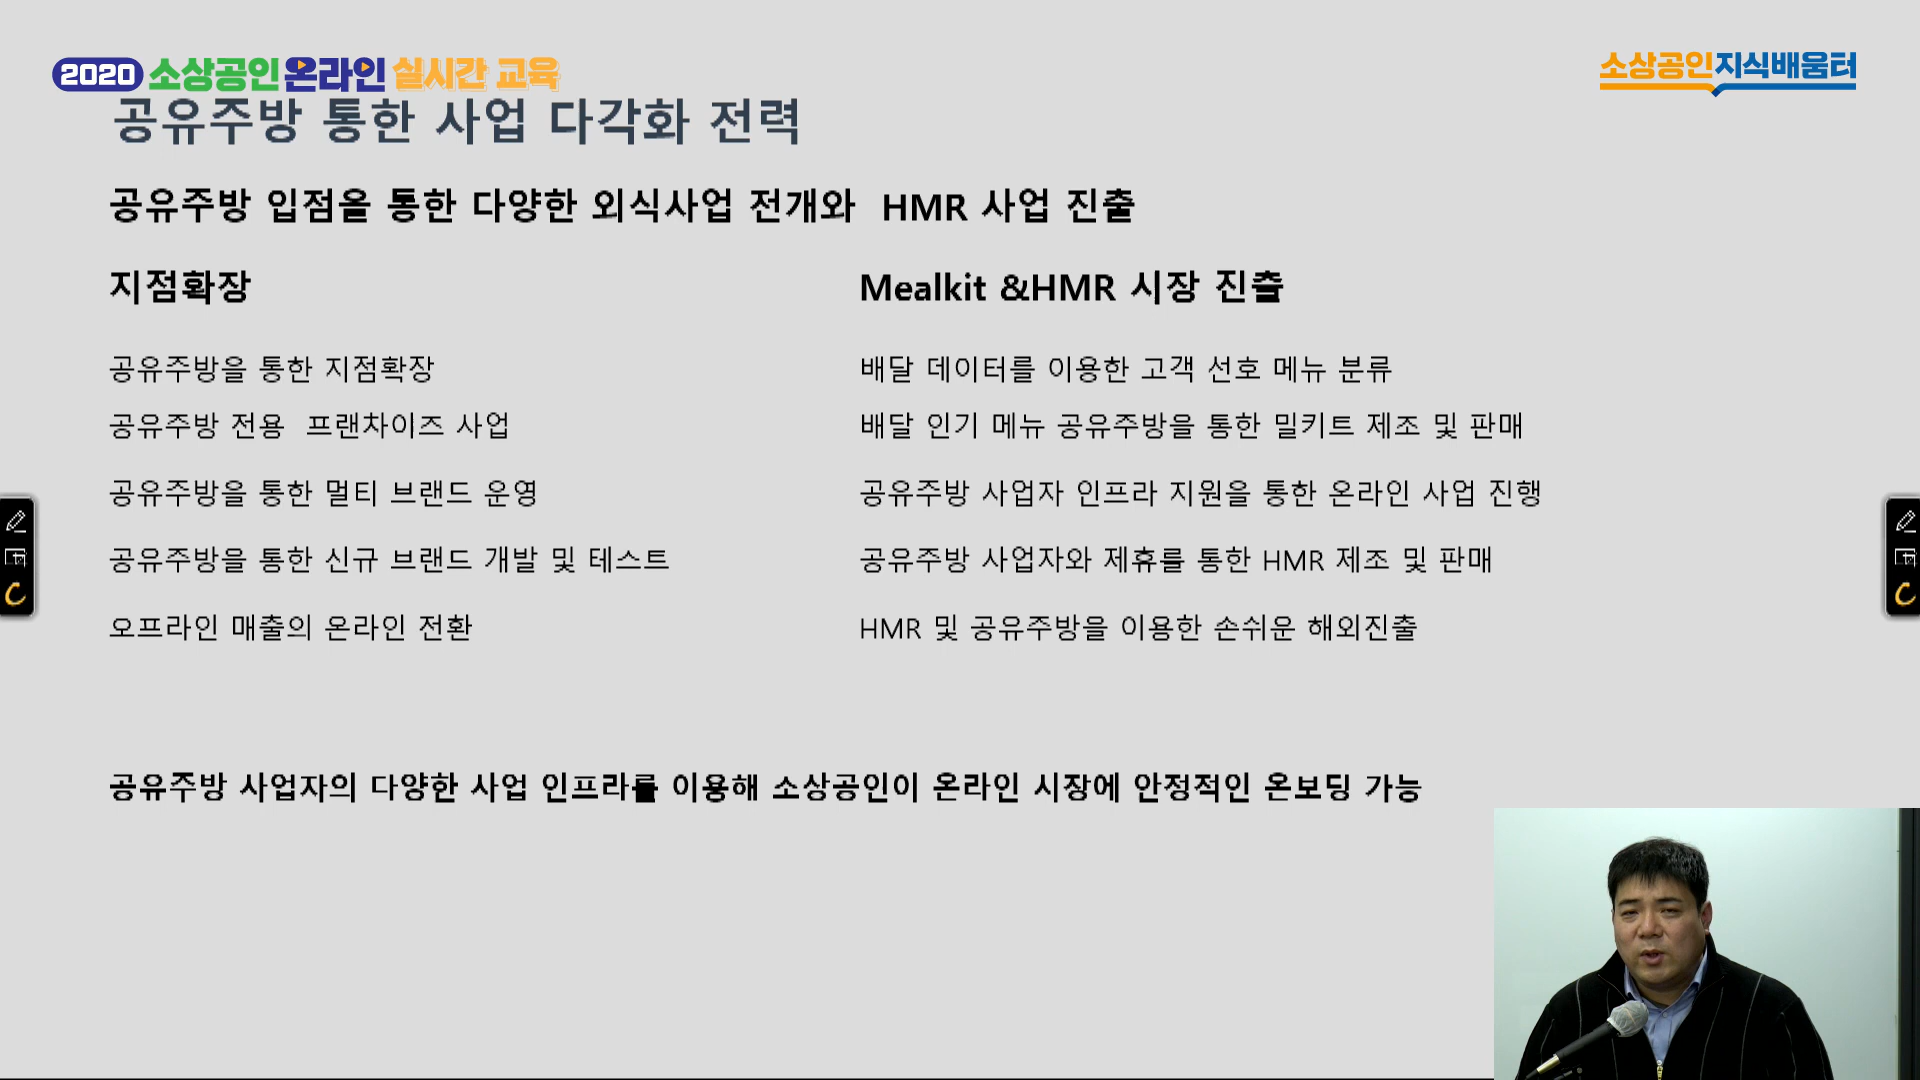 2020 소상공인 온라인 실시간 교육
소상공인지식배움터
공유주방 통한 사업 다각화 전력
공유주방 입점을 통한 다양한 외식사업 전개와 HMR 사업 진출
지점확장
공유주방을 통한 지점확장
공유주방 전용 프랜차이즈 사업
공유주방을 통한 멀티 브랜드 운영
공유주방을 통한 신규 브랜드 개발 및 테스트
오프라인 매출의 온라인 전환
Mealkit &HMR 시장 진출
배달 데이터를 이용한 고객 선호 메뉴 분류
배달 인기 메뉴 공유주방을 통한 밀키트 제조 및 판매
공유주방 사업자 인프라 지원을 통한 온라인 사업 진행
공유주방 사업자와 제휴를 통한 HMR 제조 및 판매
HMR 및 공유주방을 이용한 손쉬운 해외진출
공유주방 사업자의 다양한 사업 인프라를 이용해 소상공인이 온라인 시장에 안정적인 온보딩 가능